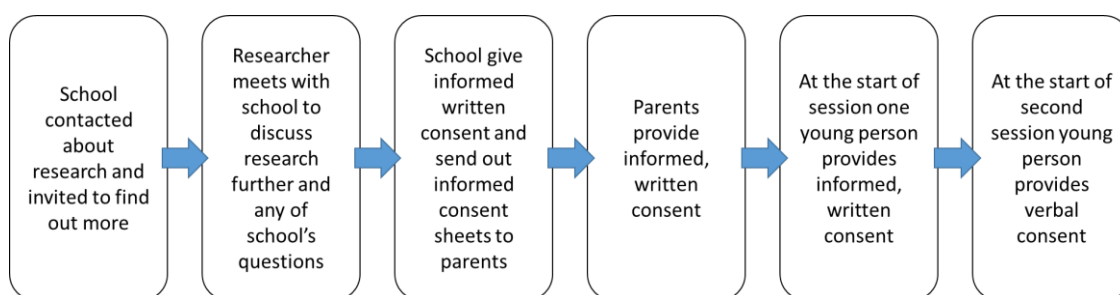 School
contacted
about
research and
invited to find
out more
Researcher
meets with
school to
discuss
research
further and
any of
school's
questions
School give
informed
written
consent and
send out
informed
consent
sheets to
parents
Parents
provide
informed,
written
consent
At the start of
session one
young person
provides
informed,
written
consent
At the start of
second
session young
person
provides
verbal
consent